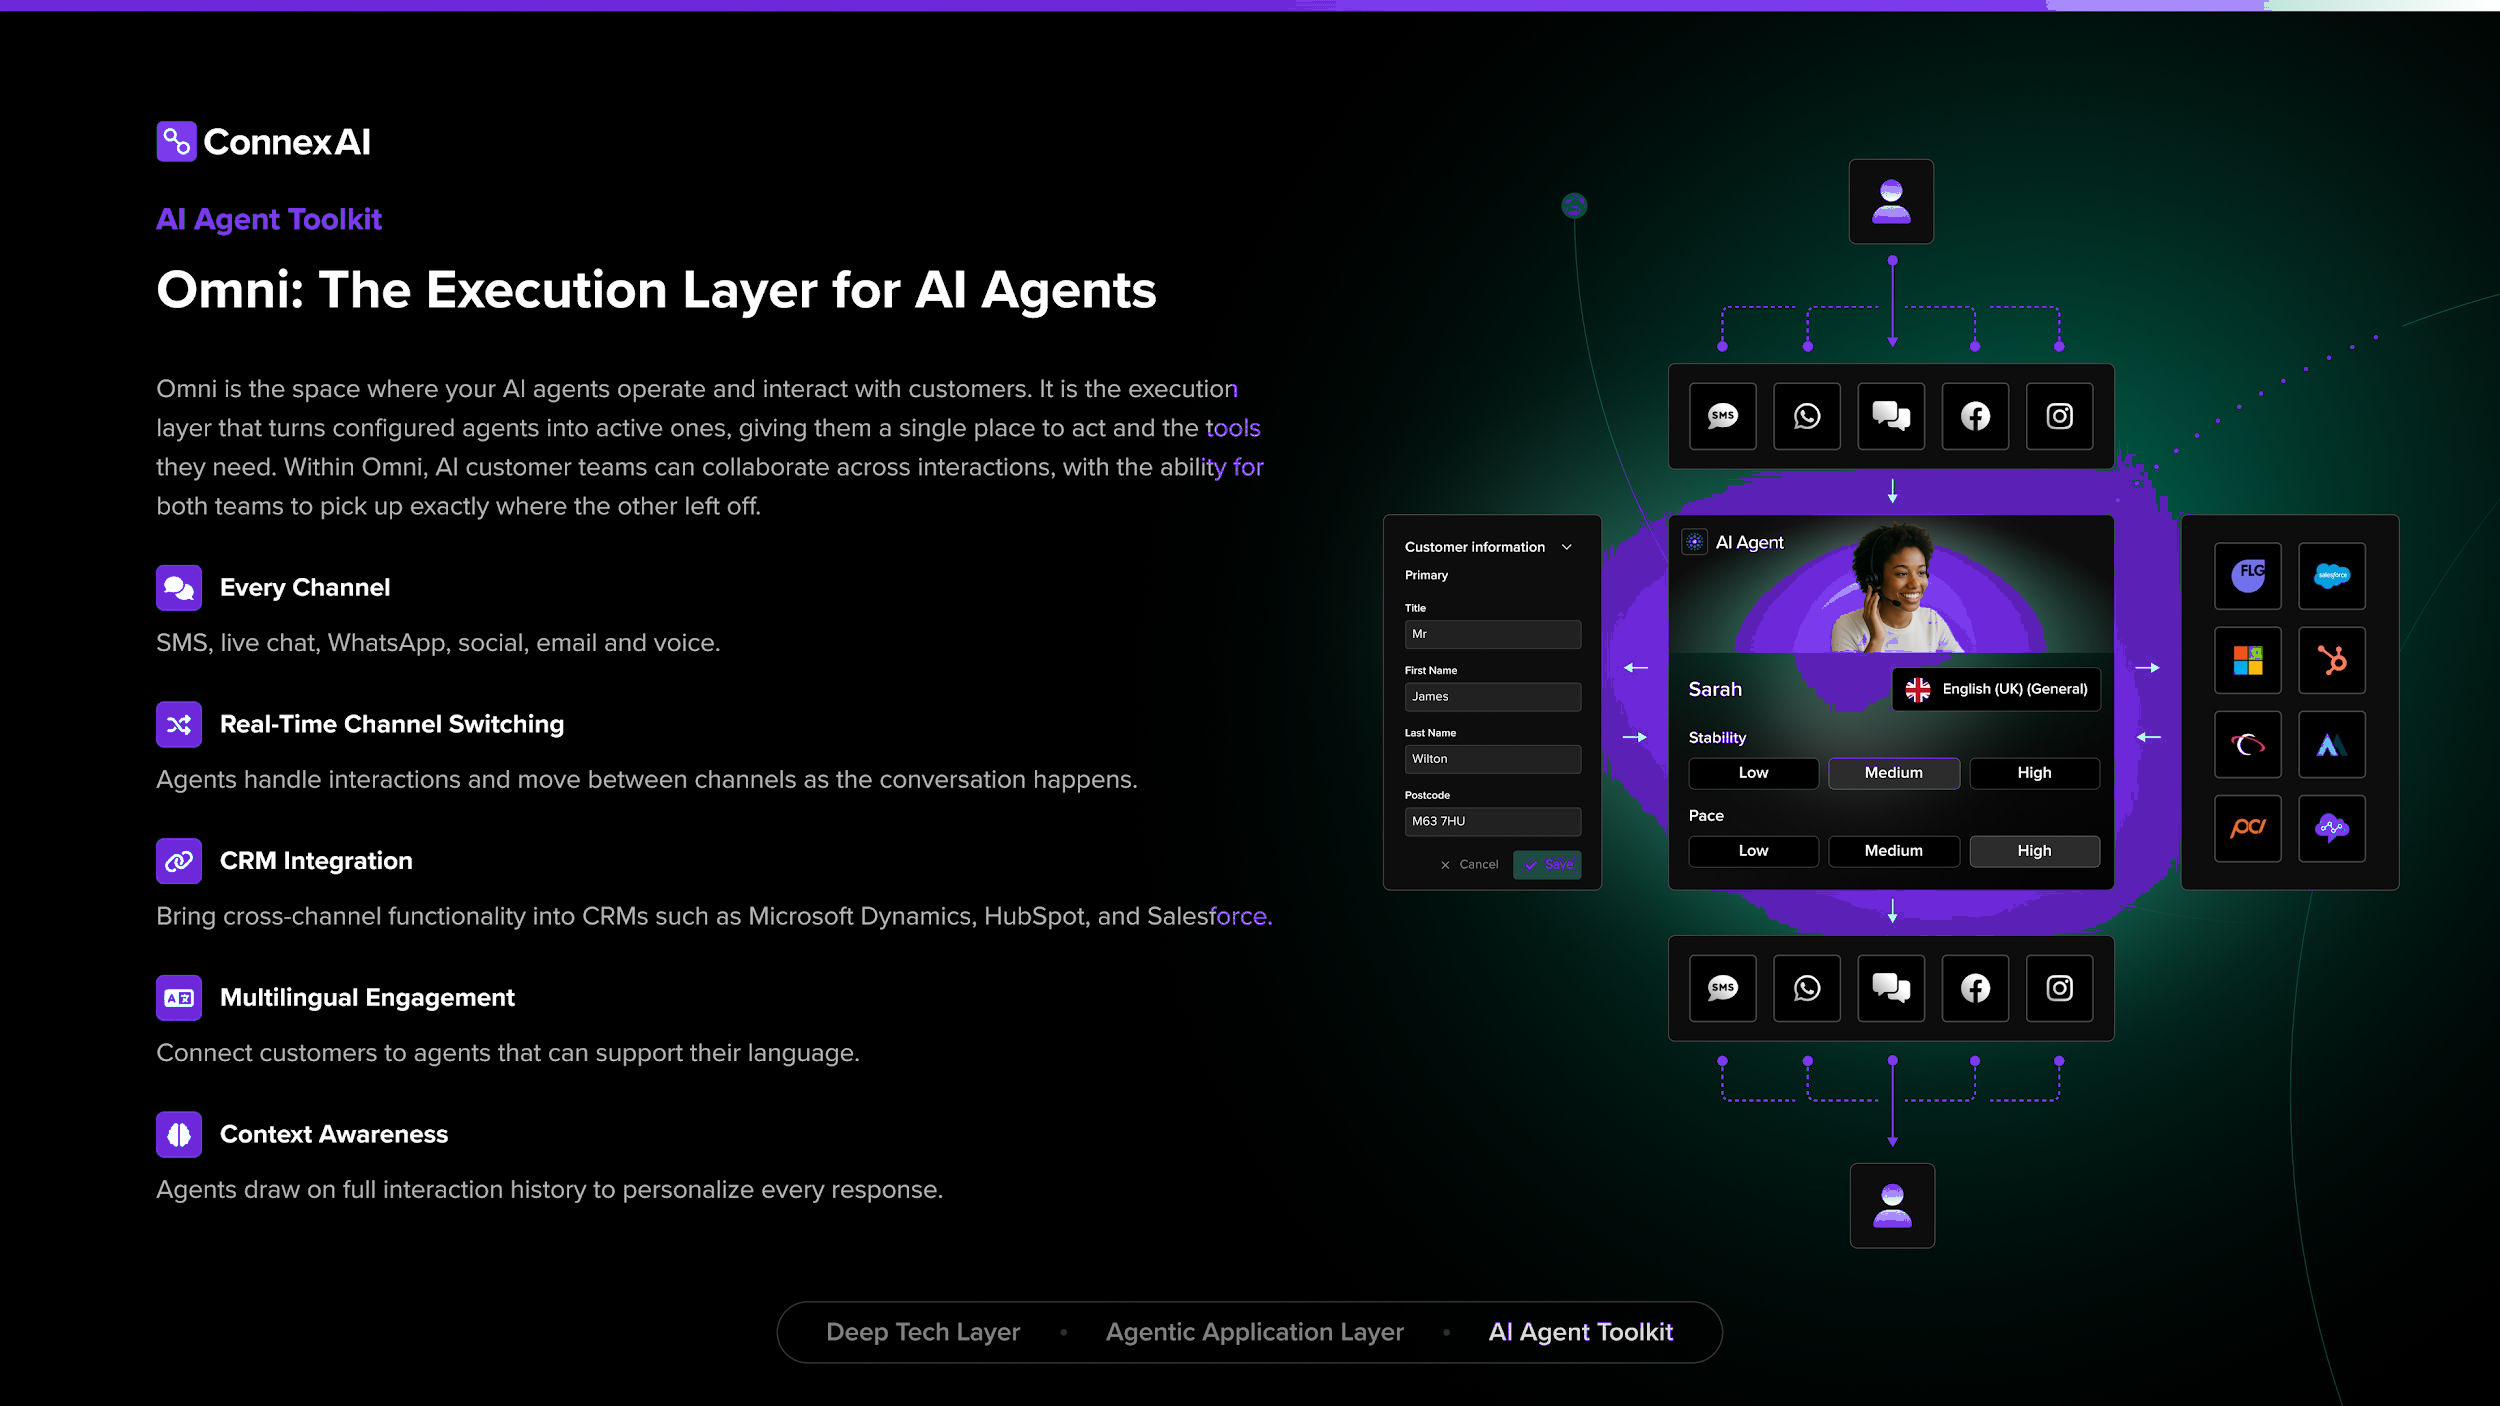 ConnexAI
AI Agent Toolkit
Omni: The Execution Layer for AI Agents
Omni is the space where your AI agents operate and interact with customers. It is the execution
layer that turns configured agents into active ones, giving them a single place to act and the tools
they need. Within Omni, AI customer teams can collaborate across interactions, with the ability for
both teams to pick up exactly where the other left off.
Every Channel
SMS, live chat, WhatsApp, social, email and voice.
Real-Time Channel Switching
Agents handle interactions and move between channels as the conversation happens.
CRM Integration
Bring cross-channel functionality into CRMs such as Microsoft Dynamics, HubSpot, and Salesforce.
Multilingual Engagement
Connect customers to agents that can support their language.
Context Awareness
Agents draw on full interaction history to personalize every response.
SMS
Customer information
Primary
Title
Mr
First Name
James
Last Name
Wilton
Postcode
M63 7HU
Cancel
Save
AI Agent
Sarah
English (UK) (General)
Stability
Low
Medium
High
Pace
Low
Medium
High
FLG
salesforce
pci
SMS
Deep Tech Layer
Agentic Application Layer
AI Agent Toolkit